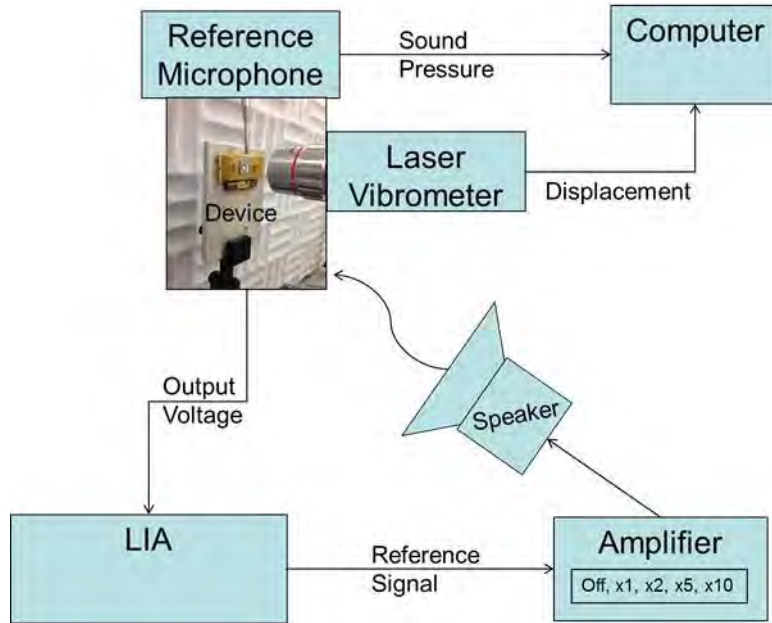 Reference
Microphone
Sound
Pressure
Computer
Laser
Vibrometer
Displacement
Device
Output
Voltage
Speaker
LIA
Reference
Signal
Amplifier
Off, x1, x2, x5, x10